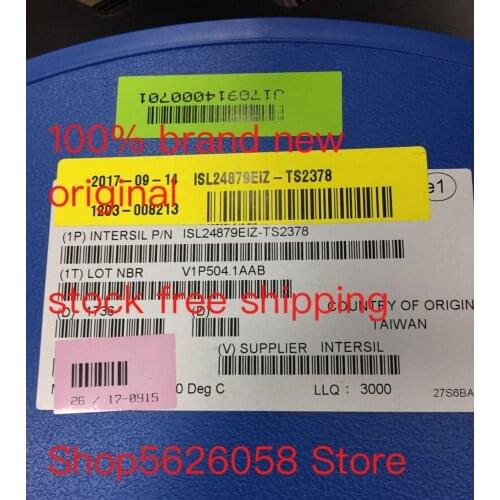 J1709140000701
100% brand new
original
2017-09-14 ISL24879EIZ-TS2378
1203-008213
e1
(1P) INTERSIL P/N ISL24879EIZ-TS2378
(1T) LOT NBR V1P504.1AAB
stock free shipping
1736
COUNTRY OF ORIGIN
TAIWAN
(V) SUPPLIER INTERSIL
0 Deg C LLQ: 3000 27S6BA
26 / 17-0915
Shop5626058 Store